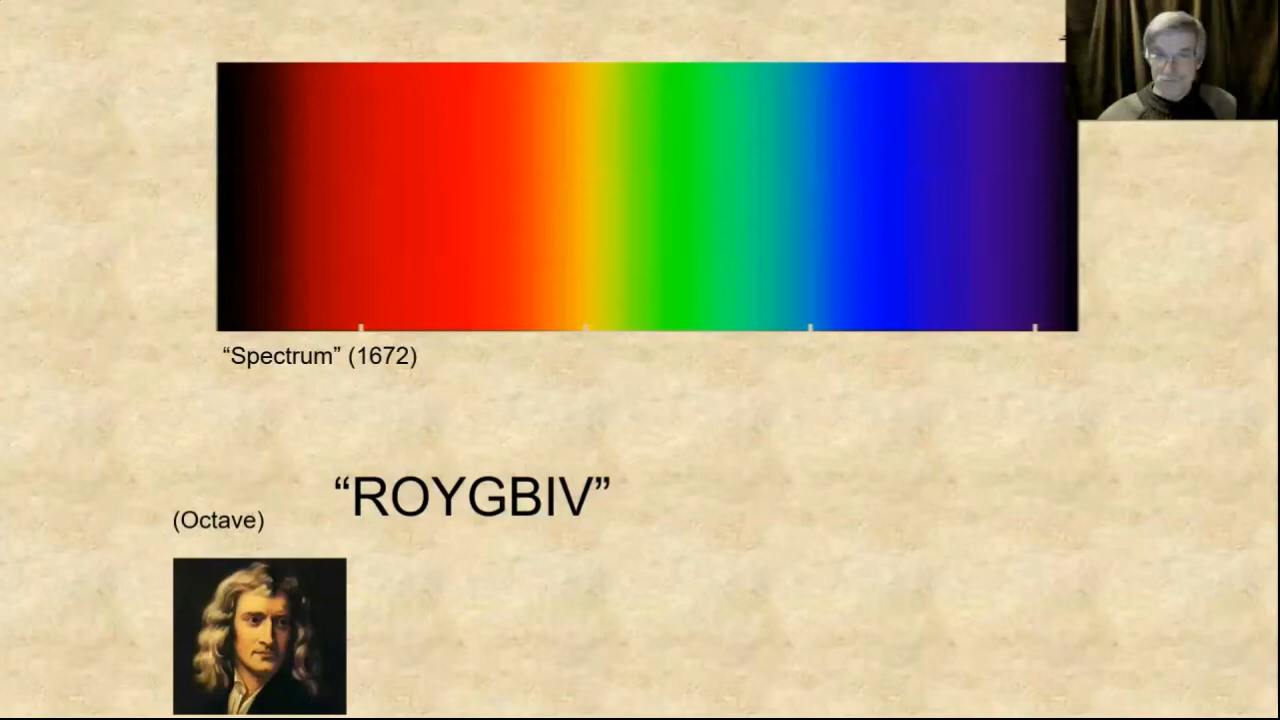 “Spectrum” (1672)
“ROYGBIV”
(Octave)